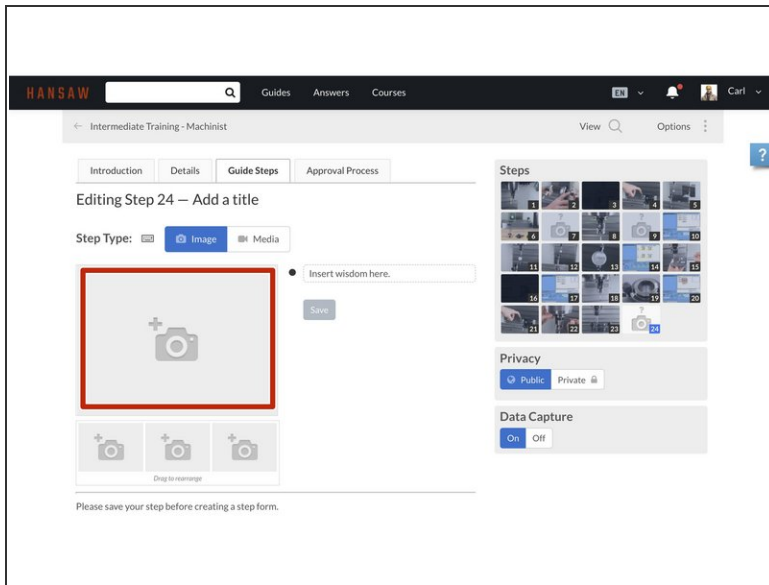 HANSAW
Guides Answers Courses EN Carl
← Intermediate Training - Machinist View Options
?
Introduction Details Guide Steps Approval Process
Editing Step 24 — Add a title
Step Type: Image Media
Insert wisdom here.
Save
Drag to rearrange
Please save your step before creating a step form.
Steps
1 2 3 4 5
6 ? 7 8 ? 9 10
11 12 13 14 15
16 17 18 19 20
21 22 23 ? 24
Privacy
Public Private
Data Capture
On Off